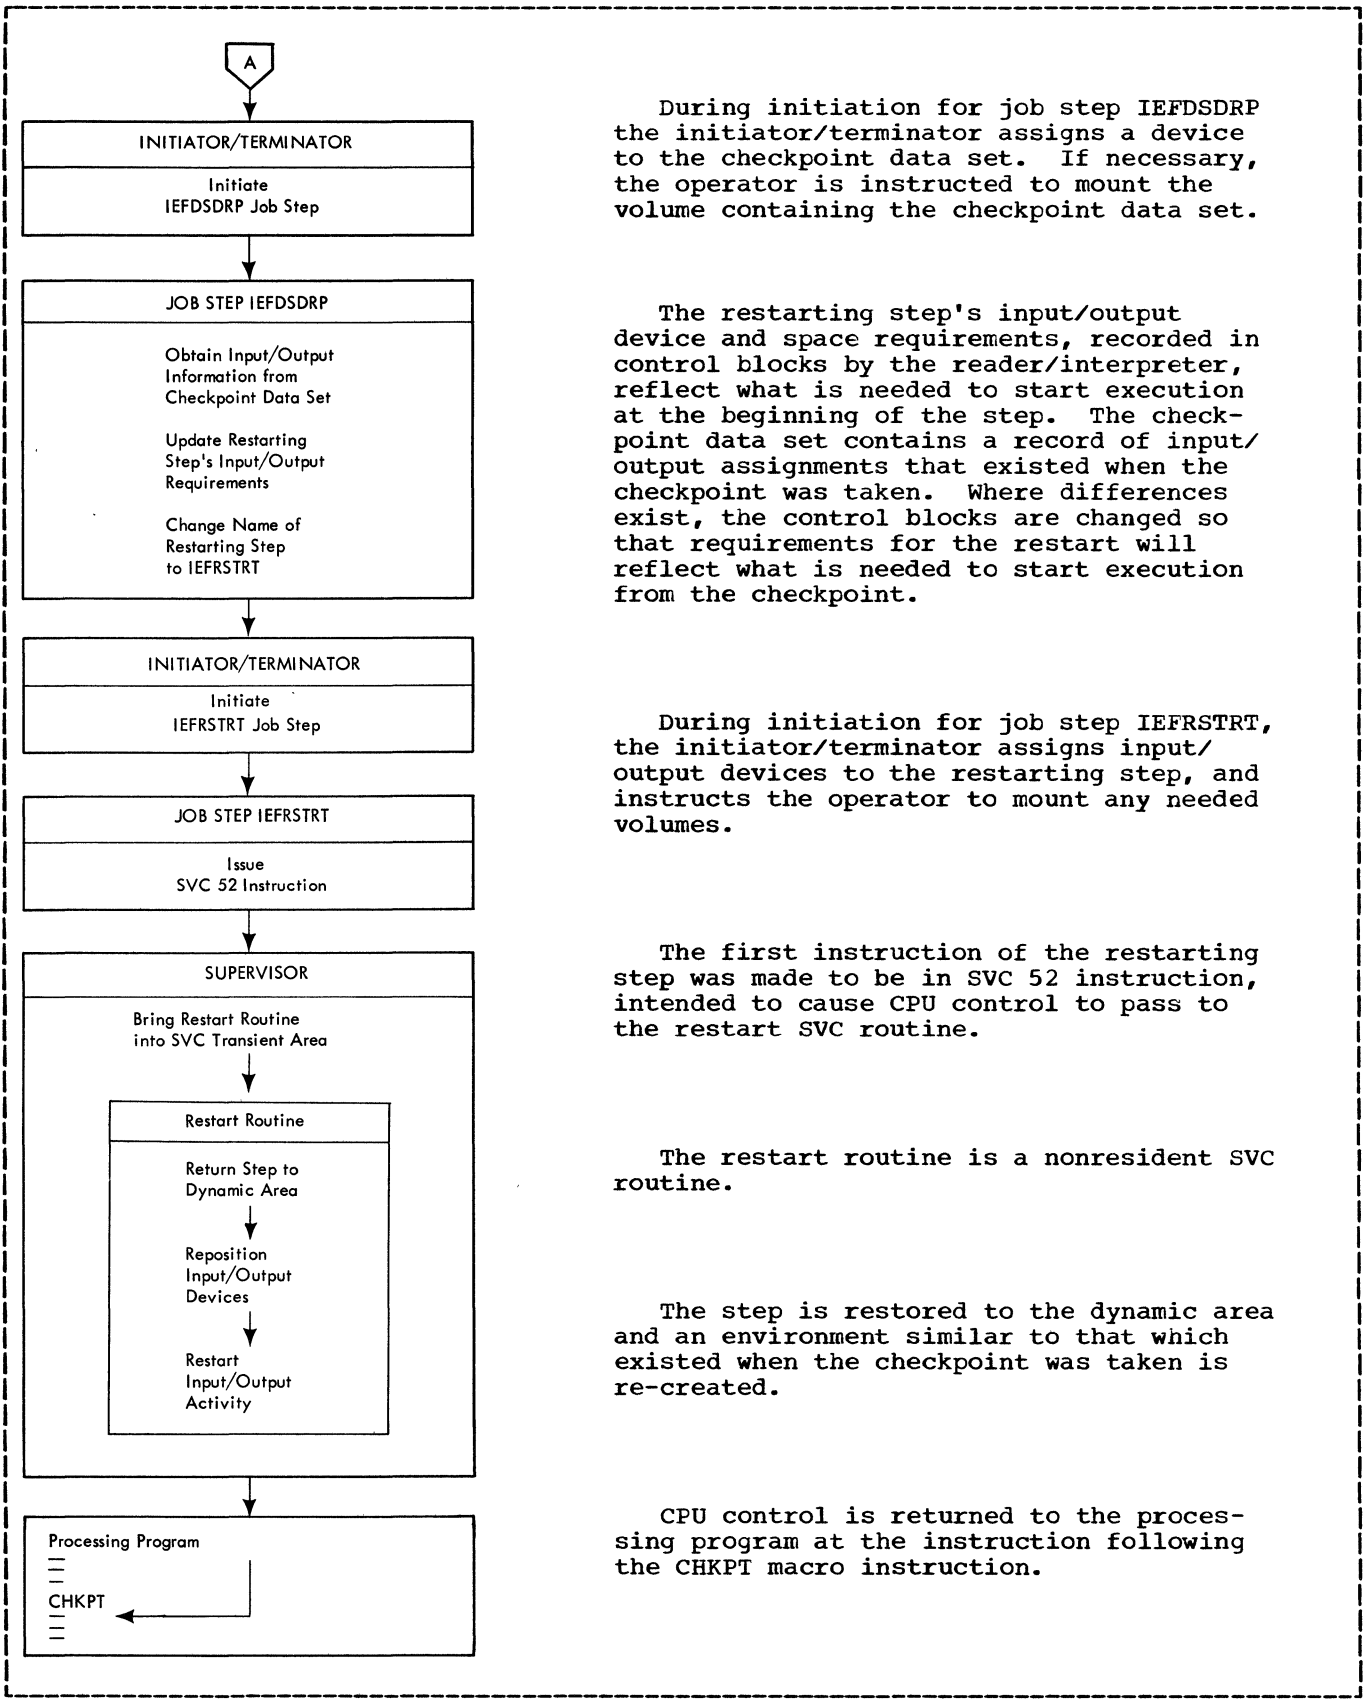 A
INITIATOR/TERMINATOR
Initiate
IEFDSDRP Job Step
During initiation for job step IEFDSDRP
the initiator/terminator assigns a device
to the checkpoint data set. If necessary,
the operator is instructed to mount the
volume containing the checkpoint data set.
JOB STEP IEFDSDRP
Obtain Input/Output
Information from
Checkpoint Data Set
Update Restarting
Step's Input/Output
Requirements
Change Name of
Restarting Step
to IEFRSTRT
The restarting step's input/output
device and space requirements, recorded in
control blocks by the reader/interpreter,
reflect what is needed to start execution
at the beginning of the step. The check-
point data set contains a record of input/
output assignments that existed when the
checkpoint was taken. Where differences
exist, the control blocks are changed so
that requirements for the restart will
reflect what is needed to start execution
from the checkpoint.
INITIATOR/TERMINATOR
Initiate
IEFRSTRT Job Step
During initiation for job step IEFRSTRT,
the initiator/terminator assigns input/
output devices to the restarting step, and
instructs the operator to mount any needed
volumes.
JOB STEP IEFRSTRT
Issue
SVC 52 Instruction
SUPERVISOR
Bring Restart Routine
into SVC Transient Area
The first instruction of the restarting
step was made to be in SVC 52 instruction,
intended to cause CPU control to pass to
the restart SVC routine.
Restart Routine
Return Step to
Dynamic Area
Reposition
Input/Output
Devices
Restart
Input/Output
Activity
The restart routine is a nonresident SVC
routine.
The step is restored to the dynamic area
and an environment similar to that which
existed when the checkpoint was taken is
re-created.
Processing Program
CHKPT
CPU control is returned to the proces-
sing program at the instruction following
the CHKPT macro instruction.